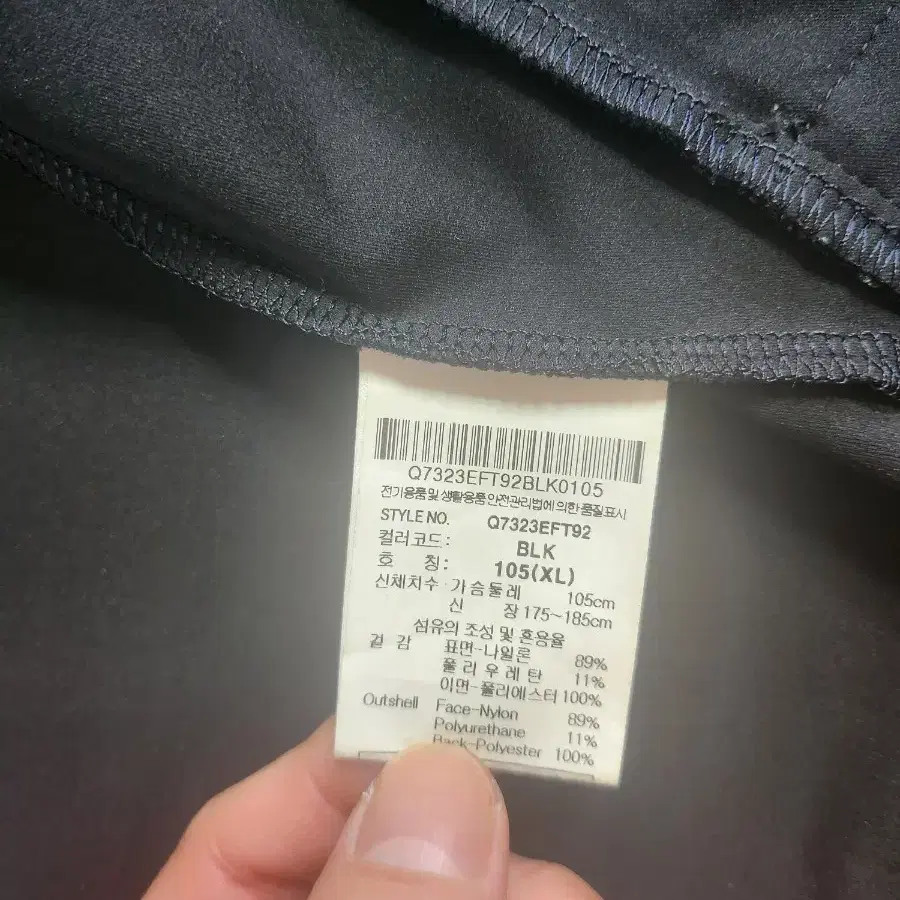 Q7323EFT92BLK0105
전기용품및 생활용품 안전관리법에 의한 품질표시
STYLE NO. Q7323EFT92
컬러코드: BLK
호 칭: 105(XL)
신체치수 가슴둘레 105cm
신 장 175~185cm
섬유의 조성 및 혼용율
겉 감 표면-나일론 89%
폴리우레탄 11%
이면-폴리에스터 100%
Outshell Face-Nylon 89%
Polyurethane 11%
Back-Polyester 100%